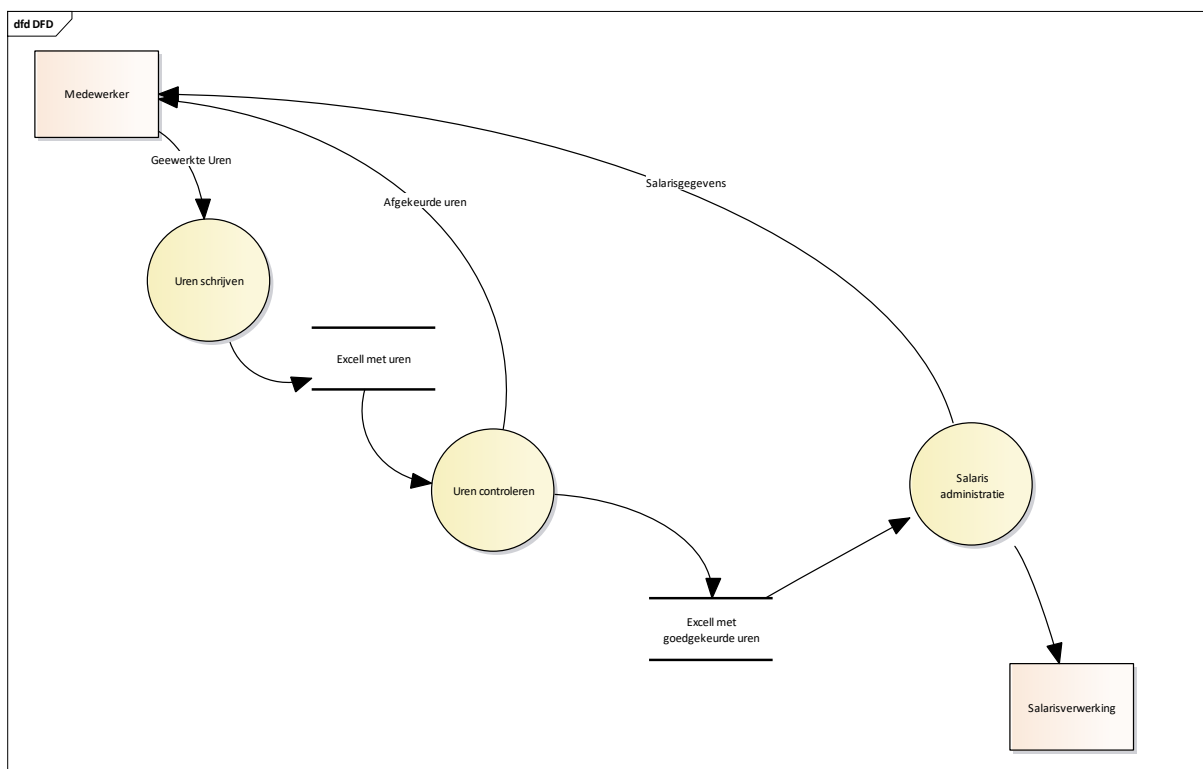 dfd DFD
Medewerker
Geewerkte Uren
Salarisgegevens
Afgekeurde uren
Uren schrijven
Excell met uren
Uren controleren
Salaris
administratie
Excell met
goedgekeurde uren
Salarisverwerking